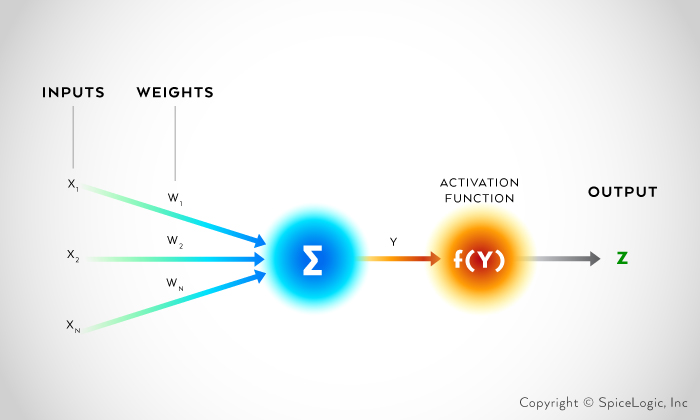 INPUTS WEIGHTS
X1
W1
X2
W2
XN
WN
Σ
Y
ACTIVATION
FUNCTION
f(Y)
OUTPUT
Z
Copyright © SpiceLogic, Inc